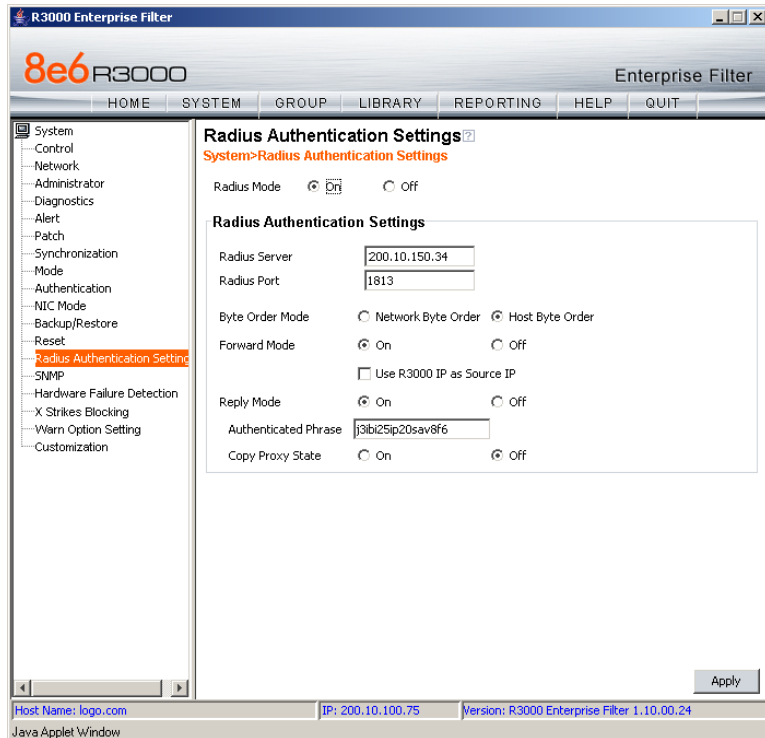 R3000 Enterprise Filter
8e6 R3000
Enterprise Filter
HOME SYSTEM GROUP LIBRARY REPORTING HELP QUIT
System
Control
Network
Administrator
Diagnostics
Alert
Patch
Synchronization
Mode
Authentication
NIC Mode
Backup/Restore
Reset
Radius Authentication Setting
SNMP
Hardware Failure Detection
X Strikes Blocking
Warn Option Setting
Customization
Radius Authentication Settings?
System>Radius Authentication Settings
Radius Mode On Off
Radius Authentication Settings
Radius Server 200.10.150.34
Radius Port 1813
Byte Order Mode Network Byte Order Host Byte Order
Forward Mode On Off
Use R3000 IP as Source IP
Reply Mode On Off
Authenticated Phrase j3ibi25ip20sav8f6
Copy Proxy State On Off
Apply
Host Name: logo.com IP: 200.10.100.75 Version: R3000 Enterprise Filter 1.10.00.24
Java Applet Window